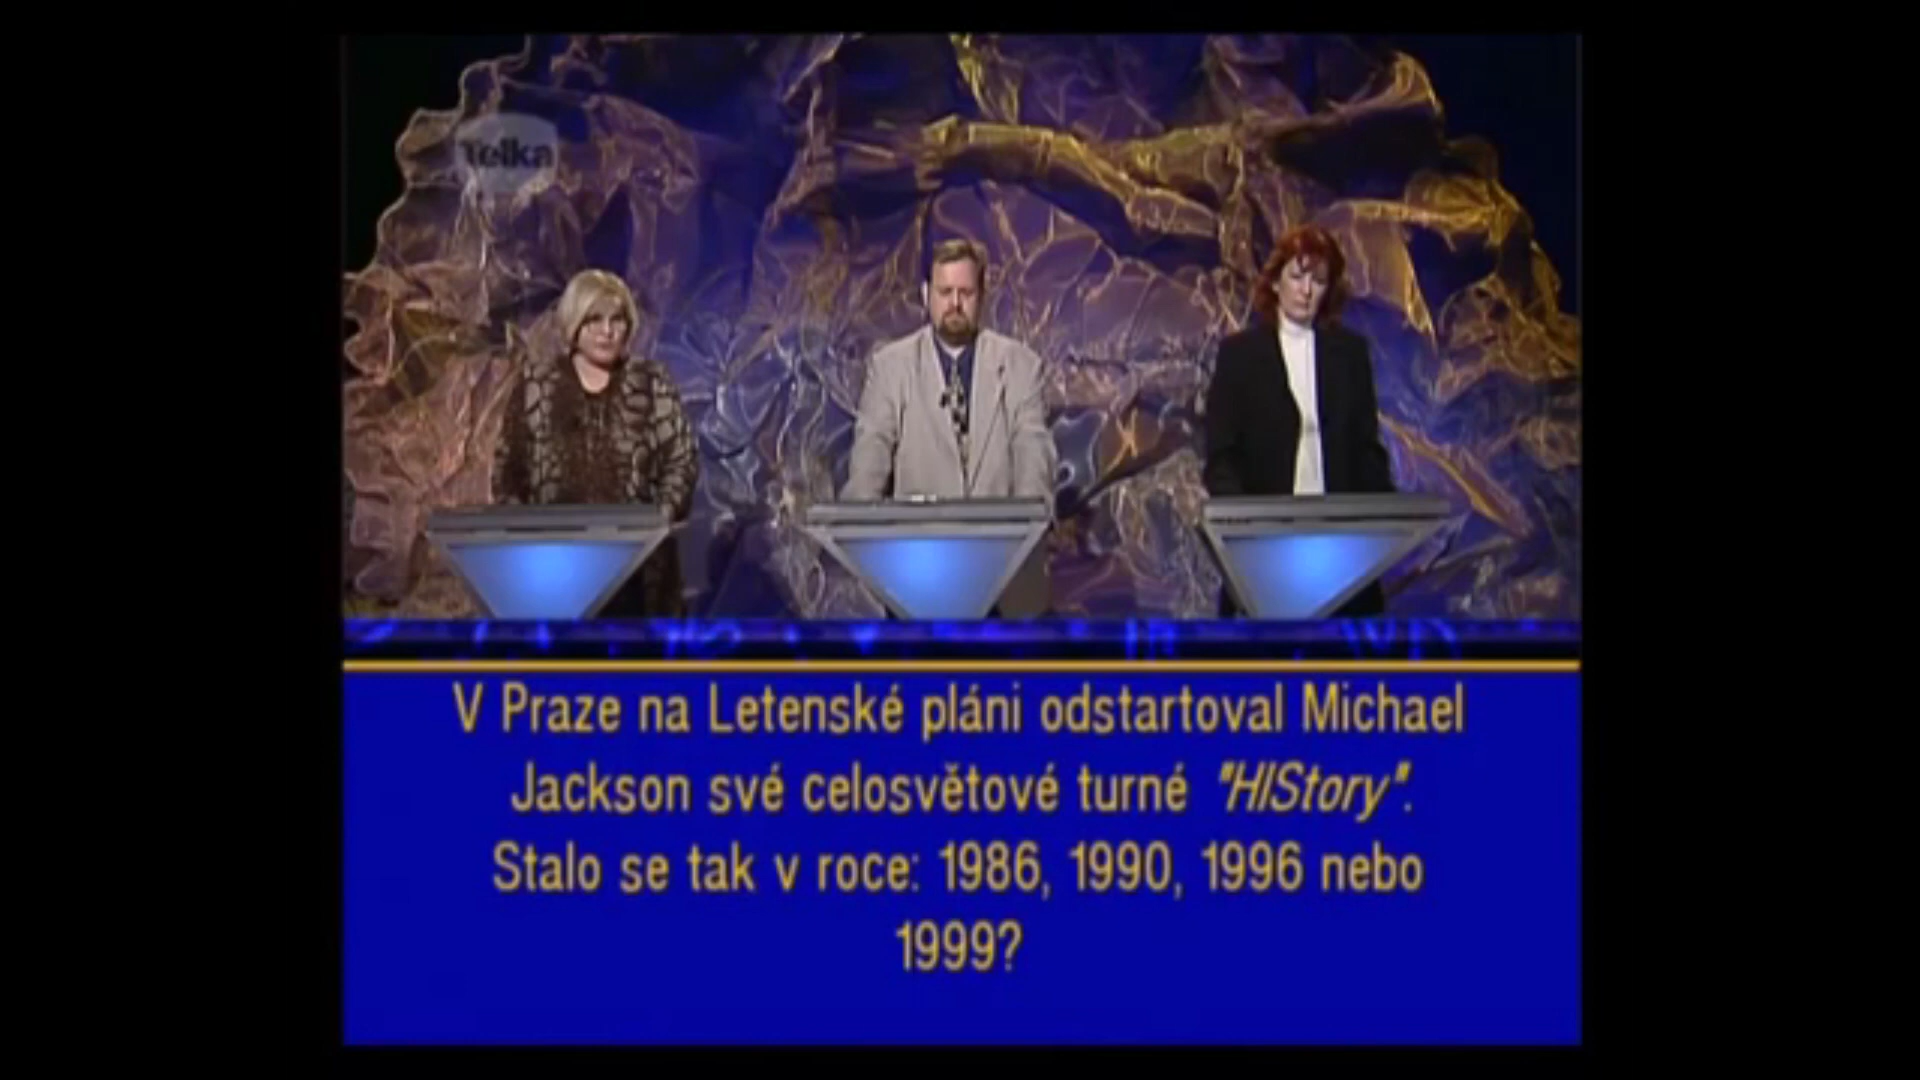 Telka
V Praze na Letenské pláni odstartoval Michael
Jackson své celosvětové turné "HIStory".
Stalo se tak v roce: 1986, 1990, 1996 nebo
1999?